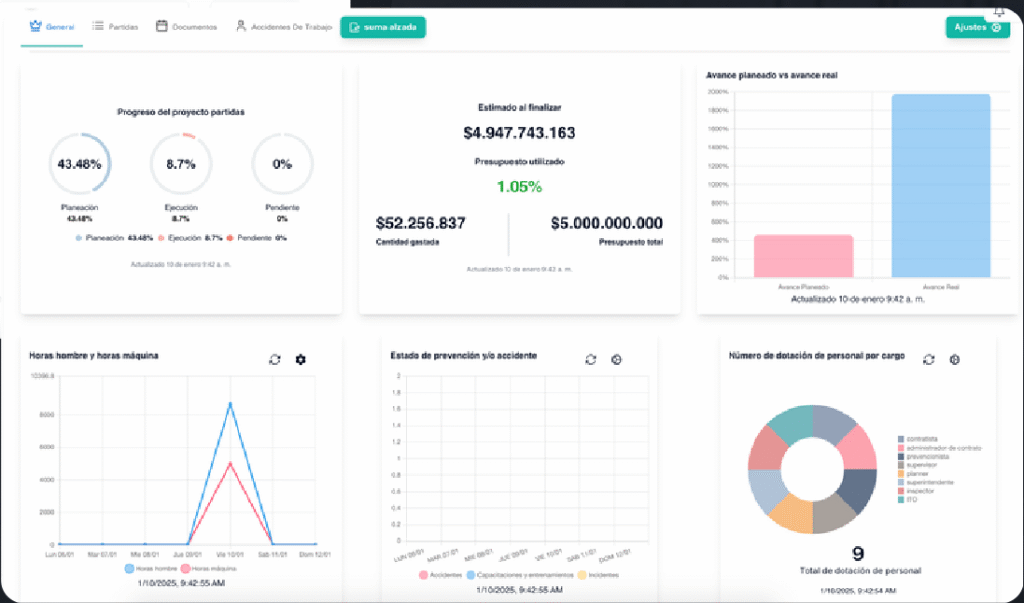 General Partidas Documentos Accidentes De Trabajo suma alzada Ajustes
Progreso del proyecto partidas
43.48% 8.7% 0%
Planeación Ejecución Pendiente
43.48% 8.7% 0%
Planeación 43.48% Ejecución 8.7% Pendiente 0%
Actualizado 10 de enero 9:42 a. m.
Estimado al finalizar
$4.947.743.163
Presupuesto utilizado
1.05%
$52.256.837 $5.000.000.000
Cantidad gastada Presupuesto total
Actualizado 10 de enero 9:42 a. m.
Avance planeado vs avance real
2000%
1800%
1600%
1400%
1200%
1000%
800%
600%
400%
200%
0%
Avance Planeado Avance Real
Actualizado 10 de enero 9:42 a. m.
Horas hombre y horas máquina
8000
6000
4000
2000
0
Lun 06/01 Mar 07/01 Mié 08/01 Jue 09/01 Vie 10/01 Sáb 11/01 Dom 12/01
Horas hombre Horas máquina
1/10/2025, 9:42:55 AM
Estado de prevención y/o accidente
2
1.8
1.6
1.4
1.2
1
0.8
0.6
0.4
0.2
0
LUN 06/01 MAR 07/01 MIÉ 08/01 JUE 09/01 VIE 10/01 SÁB 11/01 DOM 12/01
Accidentes Capacitaciones y entrenamientos Incidentes
1/10/2025, 9:42:55 AM
Número de dotación de personal por cargo
contratista
administrador de contrato
prevencionista
supervisor
planner
superintendente
inspector
ITO
9
Total de dotación de personal
1/10/2025, 9:42:54 AM